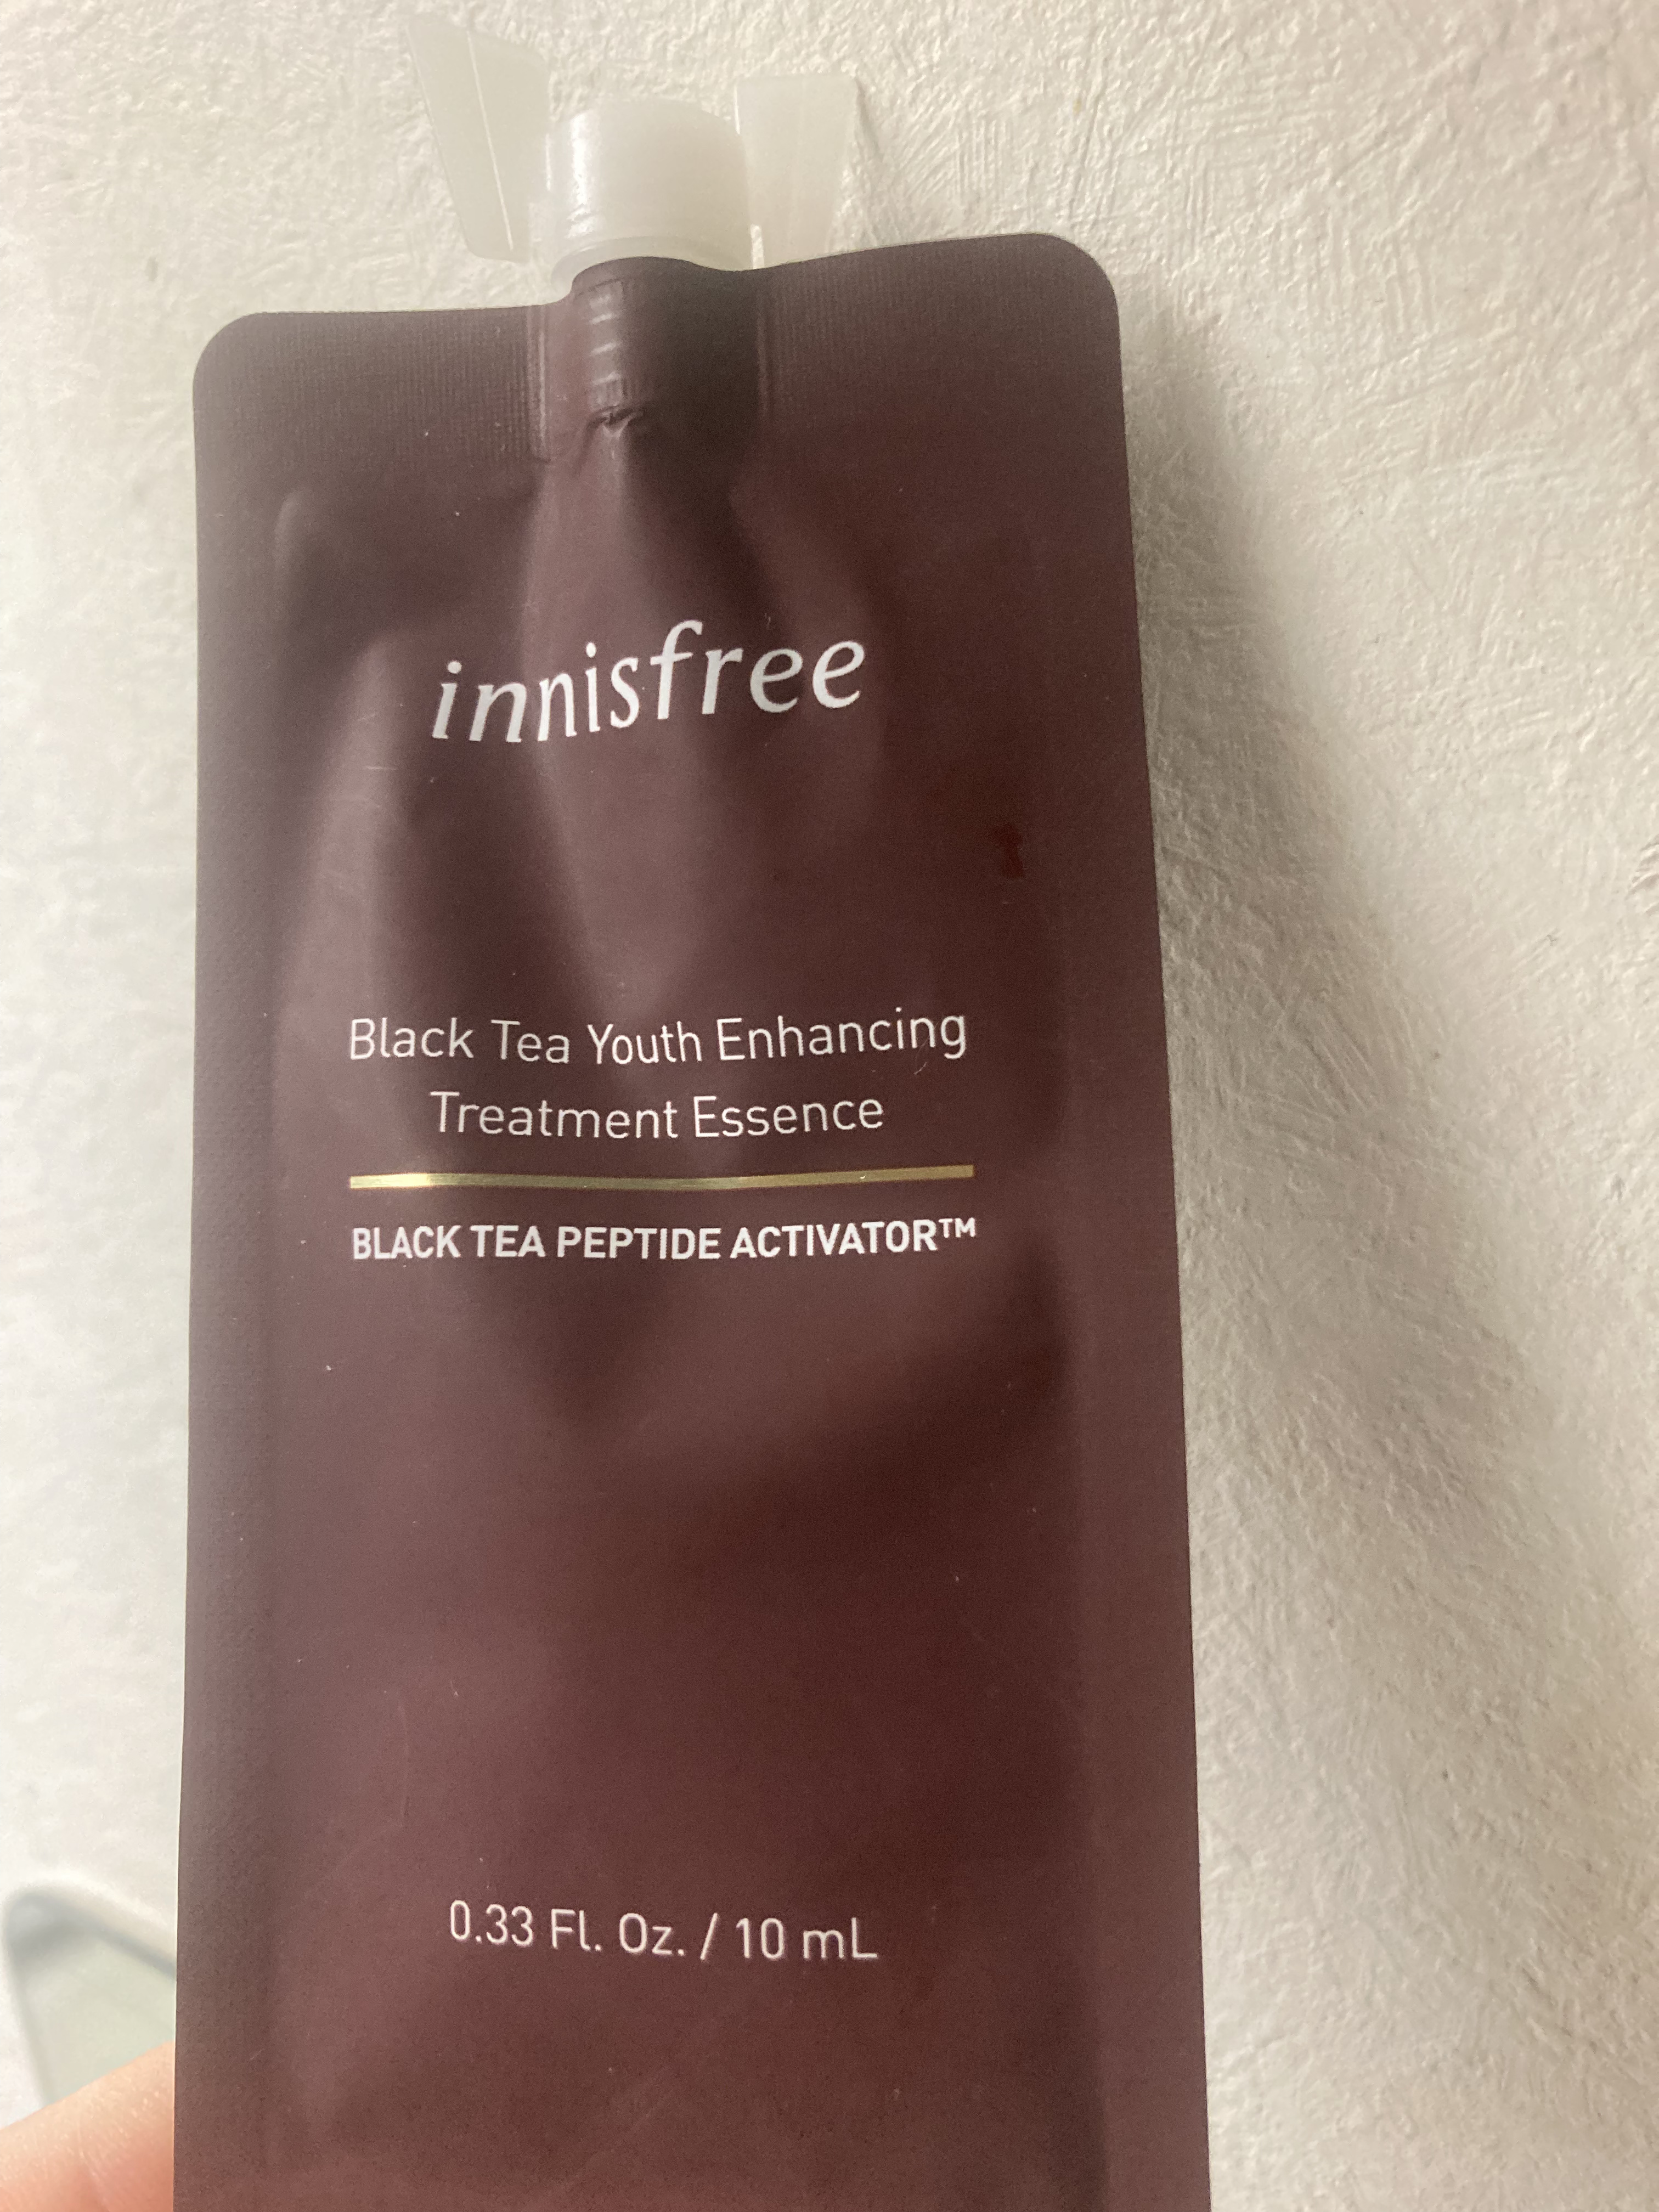 innisfree
Black Tea Youth Enhancing
Treatment Essence
BLACK TEA PEPTIDE ACTIVATOR™
0.33 Fl. Oz. / 10 mL